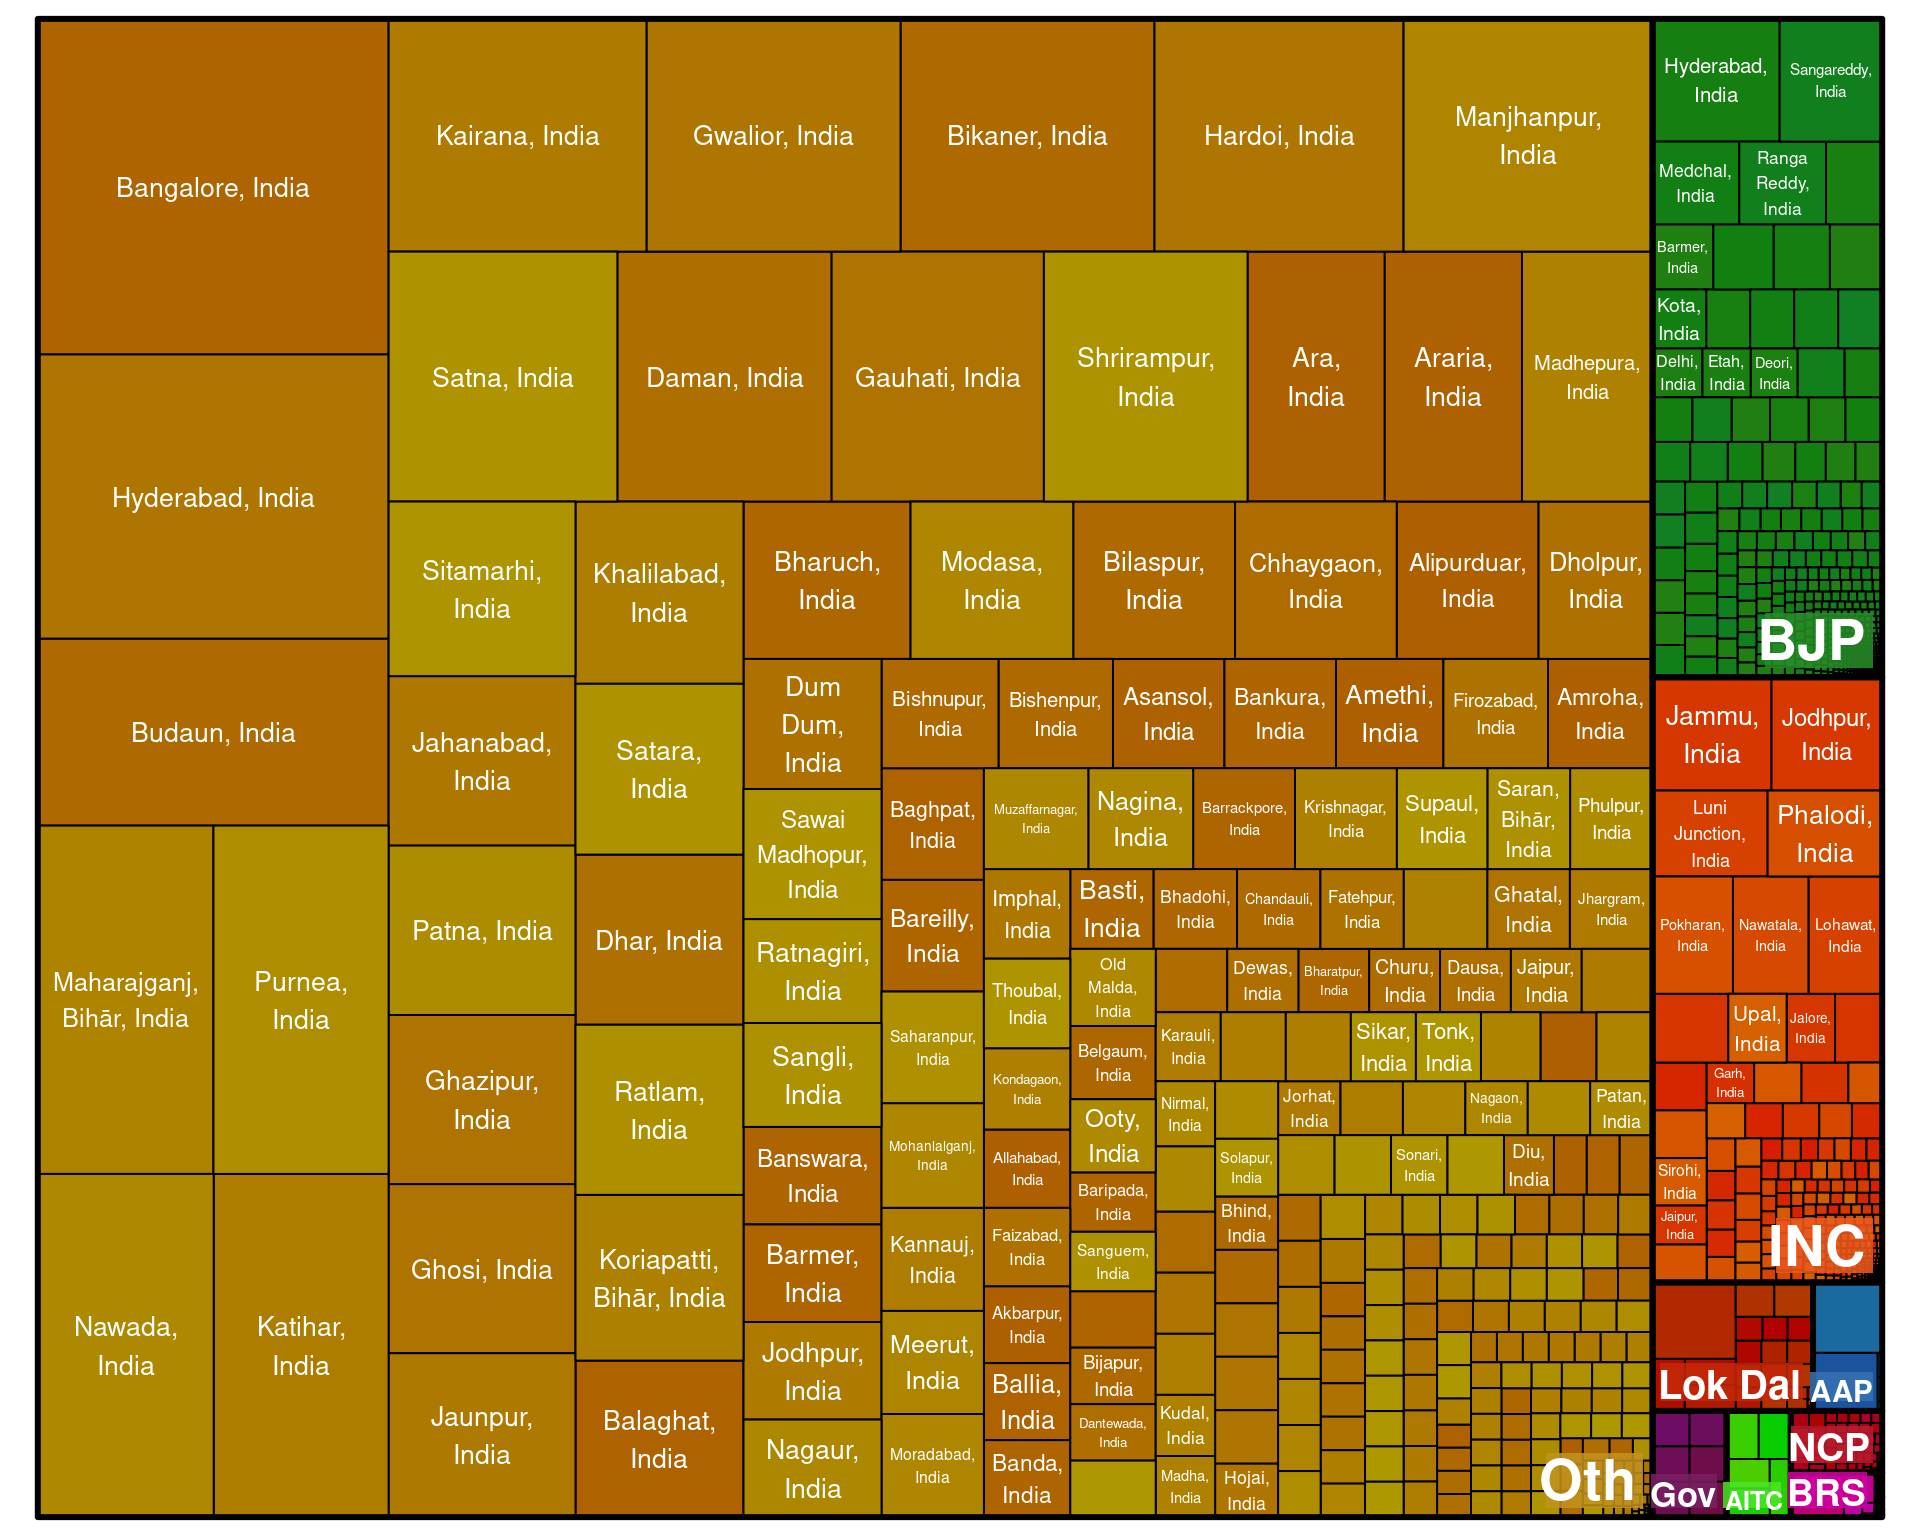 Bangalore, India
Hyderabad, India
Budaun, India
Maharajganj,
Bihār, India
Purnea,
India
Nawada,
India
Katihar,
India
Kairana, India
Gwalior, India
Bikaner, India
Hardoi, India
Manjhanpur,
India
Satna, India
Daman, India
Gauhati, India
Shrirampur,
India
Ara,
India
Araria,
India
Madhepura,
India
Sitamarhi,
India
Jahanabad,
India
Patna, India
Ghazipur,
India
Ghosi, India
Jaunpur,
India
Khalilabad,
India
Satara,
India
Dhar, India
Ratlam,
India
Koriapatti,
Bihār, India
Balaghat,
India
Bharuch,
India
Modasa,
India
Bilaspur,
India
Chhaygaon,
India
Alipurduar,
India
Dholpur,
India
Dum
Dum,
India
Sawai
Madhopur,
India
Ratnagiri,
India
Sangli,
India
Banswara,
India
Barmer,
India
Jodhpur,
India
Nagaur,
India
Bishnupur,
India
Bishenpur,
India
Asansol,
India
Bankura,
India
Amethi,
India
Firozabad,
India
Amroha,
India
Baghpat,
India
Bareilly,
India
Saharanpur,
India
Mohanlalganj,
India
Kannauj,
India
Meerut,
India
Moradabad,
India
Muzaffarnagar,
India
Nagina,
India
Barrackpore,
India
Krishnagar,
India
Supaul,
India
Saran,
Bihār,
India
Phulpur,
India
Imphal,
India
Thoubal,
India
Kondagaon,
India
Allahabad,
India
Faizabad,
India
Akbarpur,
India
Ballia,
India
Banda,
India
Basti,
India
Bhadohi,
India
Chandauli,
India
Fatehpur,
India
Ghatal,
India
Jhargram,
India
Old
Malda,
India
Belgaum,
India
Ooty,
India
Baripada,
India
Sanguem,
India
Bijapur,
India
Dantewada,
India
Dewas,
India
Bharatpur,
India
Churu,
India
Dausa,
India
Jaipur,
India
Karauli,
India
Sikar,
India
Tonk,
India
Nirmal,
India
Jorhat,
India
Nagaon,
India
Patan,
India
Solapur,
India
Sonari,
India
Diu,
India
Bhind,
India
Kudal,
India
Madha,
India
Hojai,
India
Oth
Hyderabad,
India
Sangareddy,
India
Medchal,
India
Ranga
Reddy,
India
Barmer,
India
Kota,
India
Delhi,
India
Etah,
India
Deori,
India
BJP
Jammu,
India
Jodhpur,
India
Luni
Junction,
India
Phalodi,
India
Pokharan,
India
Nawatala,
India
Lohawat,
India
Upal,
India
Jalore,
India
Garh,
India
Sirohi,
India
Jaipur,
India
INC
Lok Dal
AAP
Gov
AITC
NCP
BRS